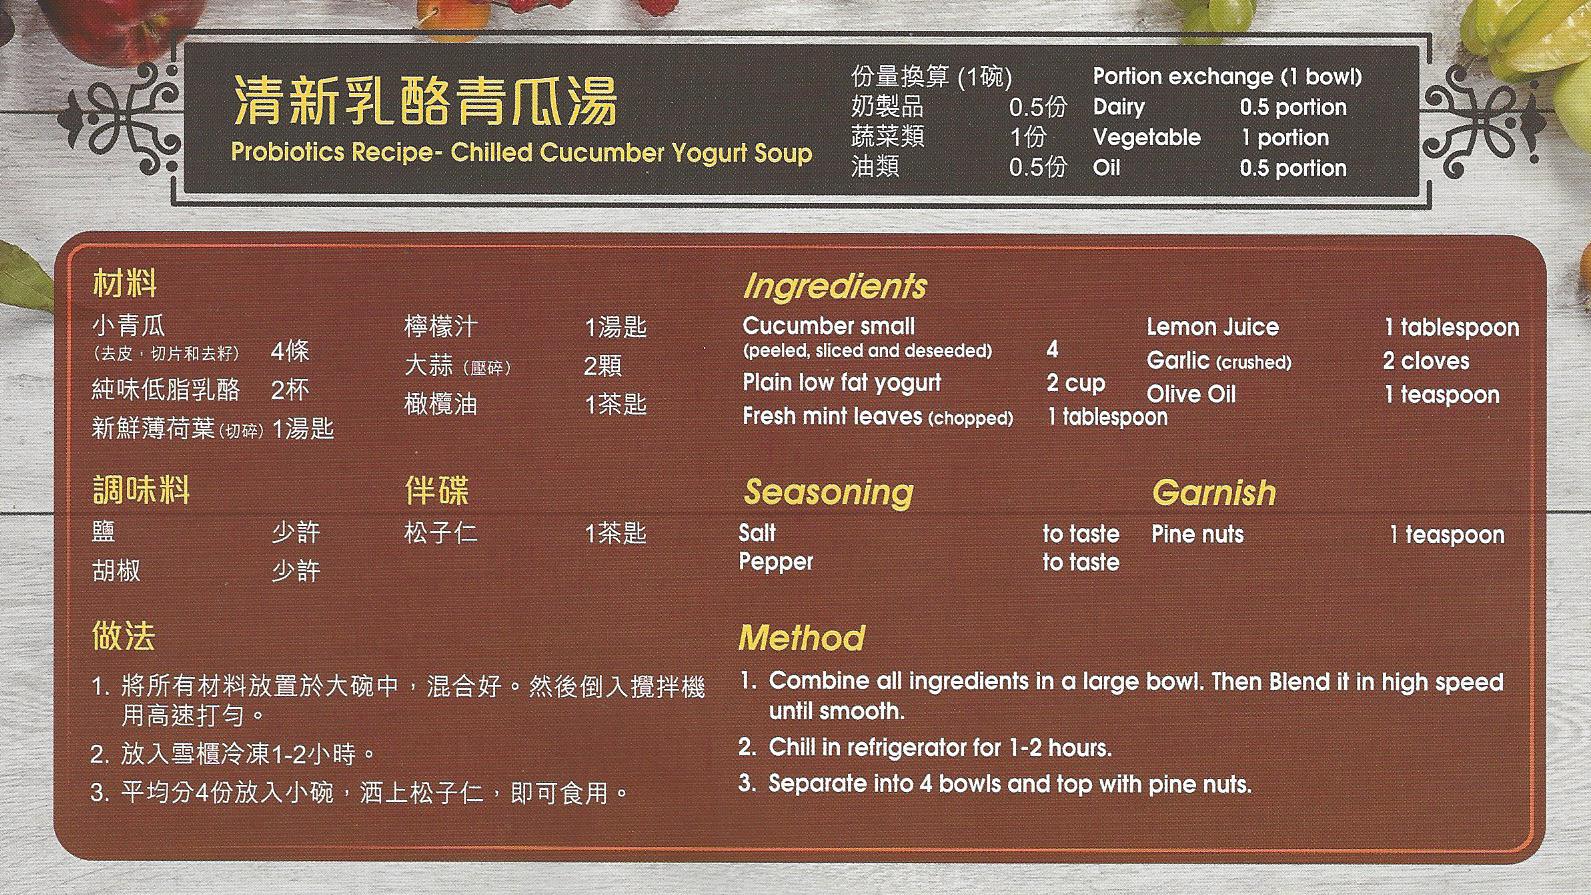 清新乳酪青瓜湯
Probiotics Recipe- Chilled Cucumber Yogurt Soup
份量換算 (1碗)
奶製品 0.5份
蔬菜類 1份
油類 0.5份
Portion exchange (1 bowl)
Dairy 0.5 portion
Vegetable 1 portion
Oil 0.5 portion
材料
小青瓜
(去皮，切片和去籽) 4條
純味低脂乳酪 2杯
新鮮薄荷葉(切碎) 1湯匙
檸檬汁 1湯匙
大蒜 (壓碎) 2顆
橄欖油 1茶匙
調味料
鹽 少許
胡椒 少許
伴碟
松子仁 1茶匙
做法
1. 將所有材料放置於大碗中，混合好。然後倒入攪拌機
用高速打勻。
2. 放入雪櫃冷凍1-2小時。
3. 平均分4份放入小碗，洒上松子仁，即可食用。
Ingredients
Cucumber small
(peeled, sliced and deseeded) 4
Plain low fat yogurt 2 cup
Fresh mint leaves (chopped) 1 tablespoon
Lemon Juice 1 tablespoon
Garlic (crushed) 2 cloves
Olive Oil 1 teaspoon
Seasoning
Salt to taste
Pepper to taste
Garnish
Pine nuts 1 teaspoon
Method
1. Combine all ingredients in a large bowl. Then Blend it in high speed
until smooth.
2. Chill in refrigerator for 1-2 hours.
3. Separate into 4 bowls and top with pine nuts.